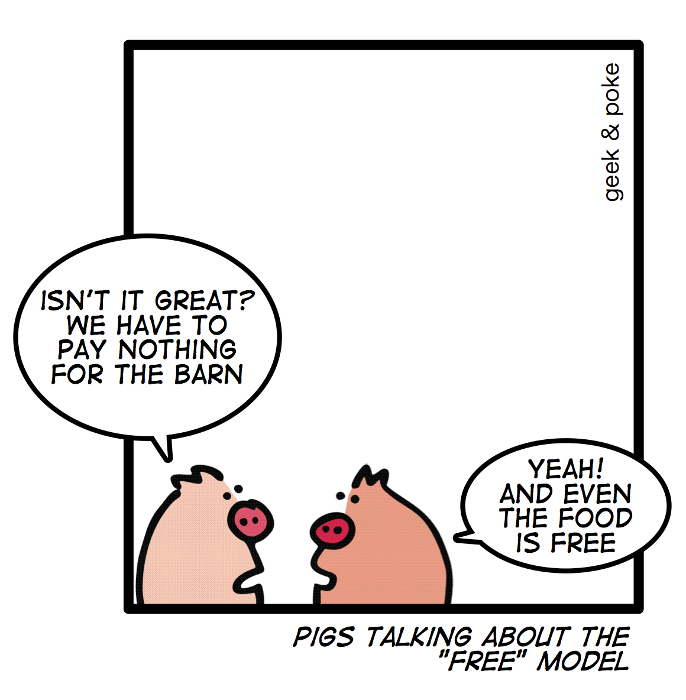 geek & poke
ISN'T IT GREAT?
WE HAVE TO
PAY NOTHING
FOR THE BARN
YEAH!
AND EVEN
THE FOOD
IS FREE
PIGS TALKING ABOUT THE
"FREE" MODEL